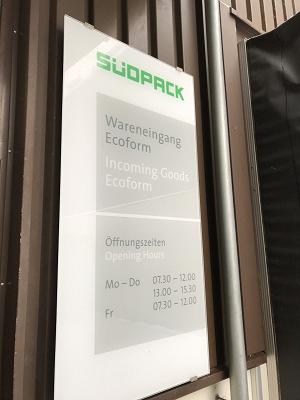 SÜDPACK
Wareneingang
Ecoform
Incoming Goods
Ecoform
Öffnungszeiten
Opening Hours
Mo – Do 07.30 – 12.00
13.00 – 15.30
Fr 07.30 – 12.00